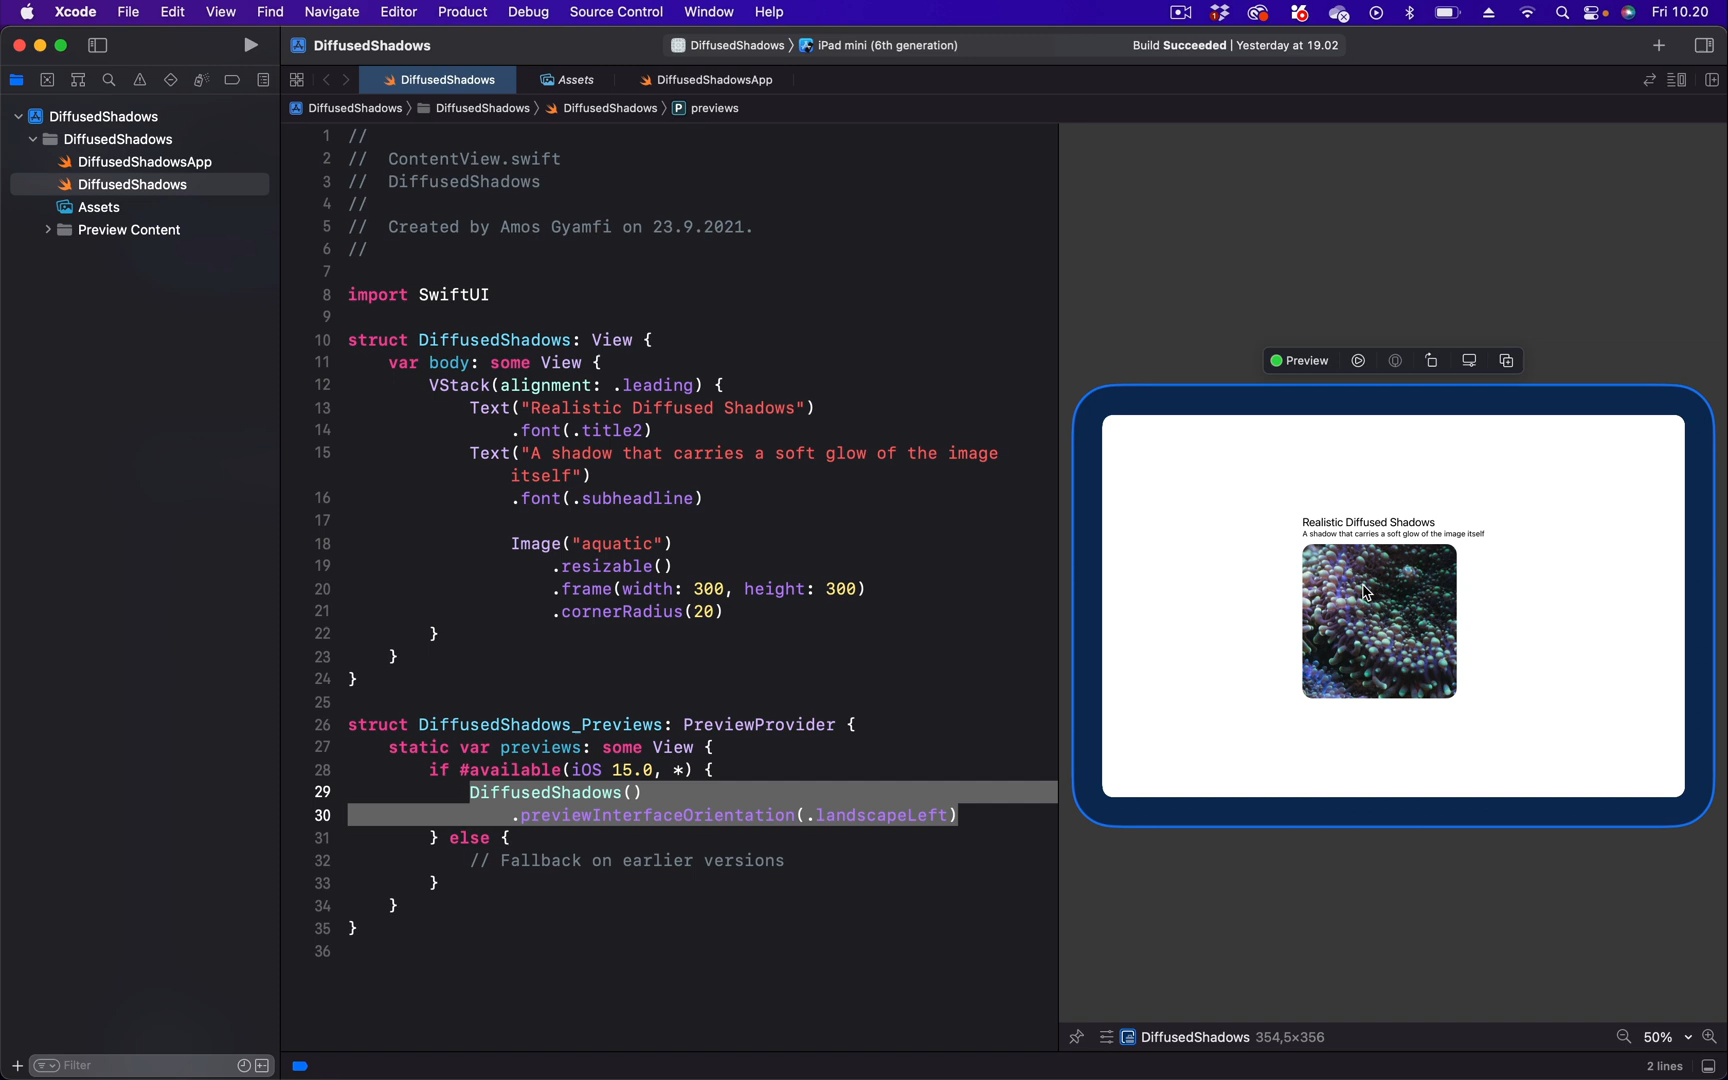 Xcode File Edit View Find Navigate Editor Product Debug Source Control Window Help Fri 10.20
DiffusedShadows DiffusedShadows 〉 iPad mini (6th generation) Build Succeeded | Yesterday at 19.02
DiffusedShadows Assets DiffusedShadowsApp
DiffusedShadows 〉 DiffusedShadows 〉 DiffusedShadows 〉 P previews
DiffusedShadows
DiffusedShadows
DiffusedShadowsApp
DiffusedShadows
Assets
Preview Content
Filter
1 //
2 //  ContentView.swift
3 //  DiffusedShadows
4 //
5 //  Created by Amos Gyamfi on 23.9.2021.
6 //
7
8 import SwiftUI
9
10 struct DiffusedShadows: View {
11     var body: some View {
12         VStack(alignment: .leading) {
13             Text("Realistic Diffused Shadows")
14                 .font(.title2)
15             Text("A shadow that carries a soft glow of the image
itself")
16                 .font(.subheadline)
17
18                 Image("aquatic")
19                     .resizable()
20                     .frame(width: 300, height: 300)
21                     .cornerRadius(20)
22         }
23     }
24 }
25
26 struct DiffusedShadows_Previews: PreviewProvider {
27     static var previews: some View {
28         if #available(iOS 15.0, *) {
29             DiffusedShadows()
30                 .previewInterfaceOrientation(.landscapeLeft)
31         } else {
32             // Fallback on earlier versions
33         }
34     }
35 }
36
Preview
Realistic Diffused Shadows
A shadow that carries a soft glow of the image itself
DiffusedShadows 354,5×356 50%
2 lines